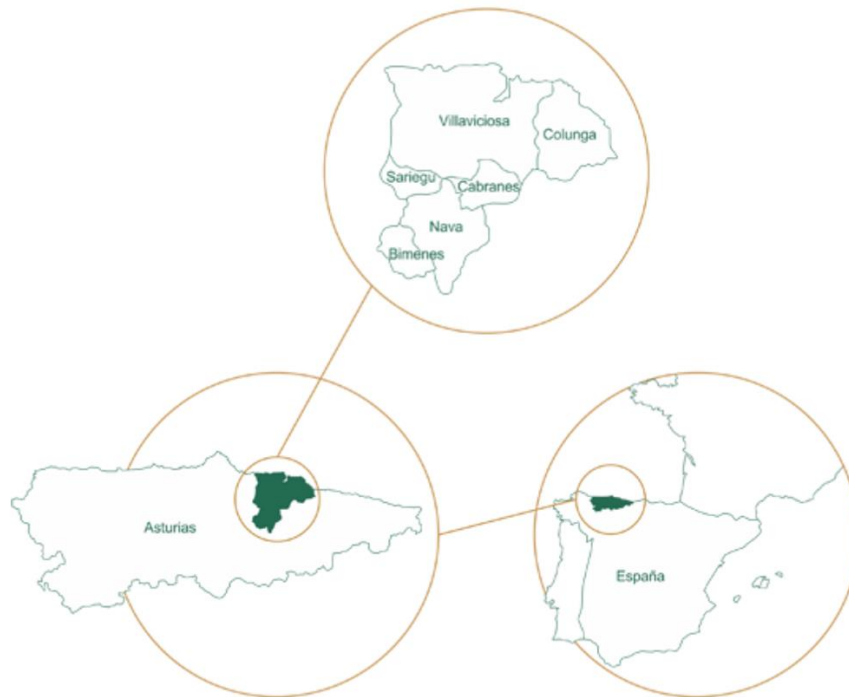 Villaviciosa
Colunga
Sariegu
Cabranes
Nava
Bimenes
Asturias
España